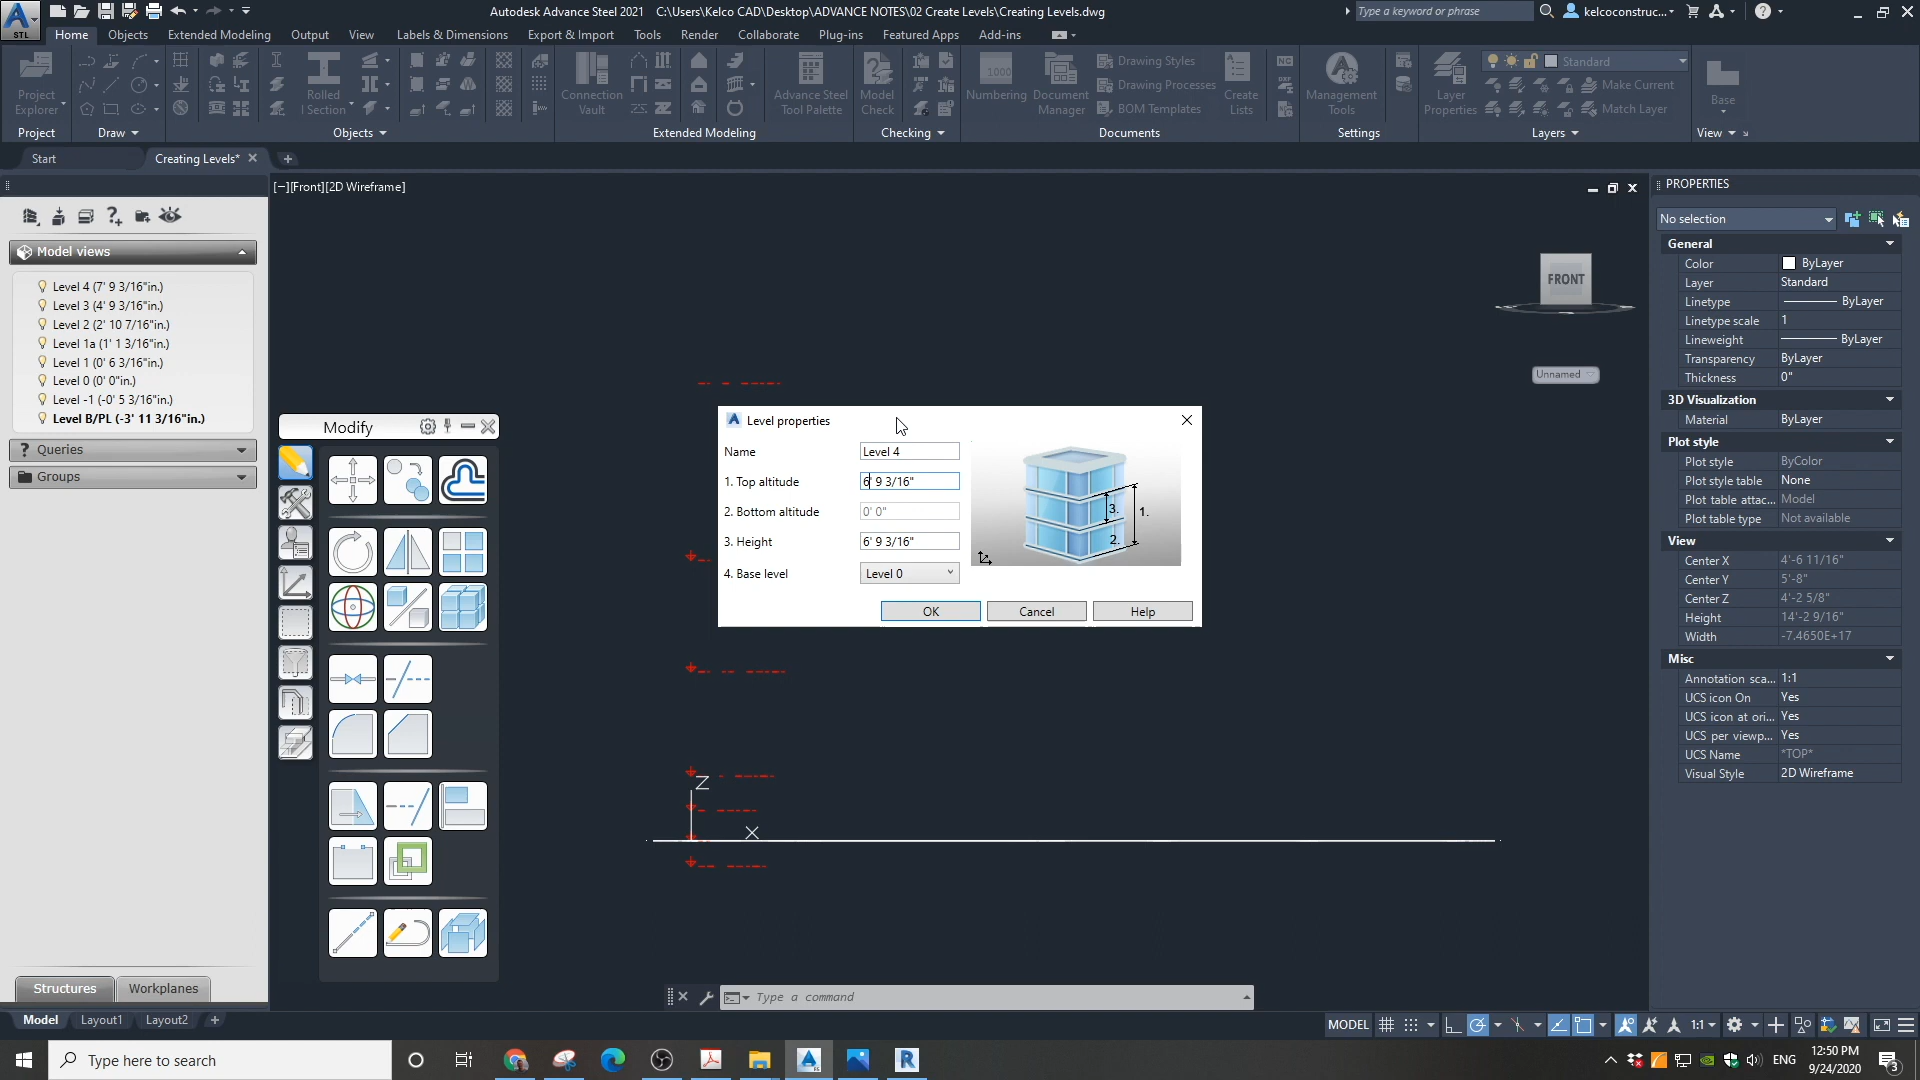 Autodesk Advance Steel 2021 C:\Users\Kelco CAD\Desktop\ADVANCE NOTES\02 Create Levels\Creating Levels.dwg
Type a keyword or phrase
kelcoconstruc...
STL
Home Objects Extended Modeling Output View Labels & Dimensions Export & Import Tools Render Collaborate Plug-ins Featured Apps Add-ins
Project Explorer
Rolled I Section
Connection Vault
Advance Steel Tool Palette
Model Check
Numbering
Document Manager
Drawing Styles
Drawing Processes
BOM Templates
Create Lists
Management Tools
Layer Properties
Standard
Make Current
Match Layer
Base
Project Draw Objects Extended Modeling Checking Documents Settings Layers View
Start Creating Levels*
[−][Front][2D Wireframe]
Model views
Level 4 (7' 9 3/16"in.)
Level 3 (4' 9 3/16"in.)
Level 2 (2' 10 7/16"in.)
Level 1a (1' 1 3/16"in.)
Level 1 (0' 6 3/16"in.)
Level 0 (0' 0"in.)
Level -1 (-0' 5 3/16"in.)
Level B/PL (-3' 11 3/16"in.)
Queries
Groups
Structures Workplanes
Modify
Level properties
Name Level 4
1. Top altitude 6' 9 3/16"
2. Bottom altitude 0' 0"
3. Height 6' 9 3/16"
4. Base level Level 0
1.
2.
3.
OK Cancel Help
Z
X
FRONT
Unnamed
PROPERTIES
No selection
General
Color ByLayer
Layer Standard
Linetype ByLayer
Linetype scale 1
Lineweight ByLayer
Transparency ByLayer
Thickness 0"
3D Visualization
Material ByLayer
Plot style
Plot style ByColor
Plot style table None
Plot table attac... Model
Plot table type Not available
View
Center X 4'-6 11/16"
Center Y 5'-8"
Center Z 4'-2 5/8"
Height 14'-2 9/16"
Width -7.4650E+17
Misc
Annotation sca... 1:1
UCS icon On Yes
UCS icon at ori... Yes
UCS per viewp... Yes
UCS Name *TOP*
Visual Style 2D Wireframe
Type a command
Model Layout1 Layout2
MODEL
1:1
Type here to search
ENG
12:50 PM
9/24/2020
3